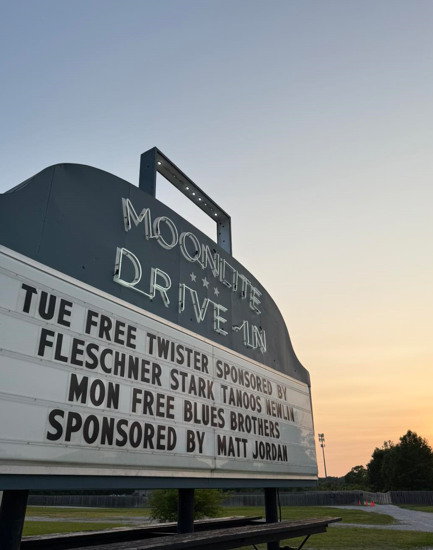 MOONLITE
DRIVE-IN
TUE FREE TWISTER SPONSORED BY
FLESCHNER STARK TANOOS NEWLIN
MON FREE BLUES BROTHERS
SPONSORED BY MATT JORDAN